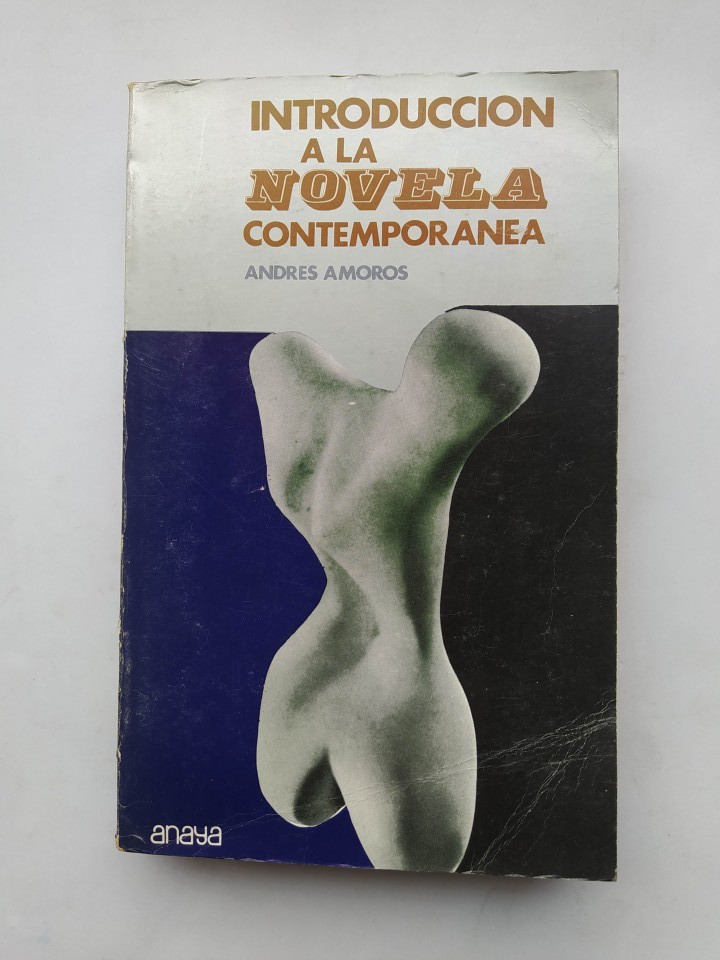 INTRODUCCION
A LA
NOVELA
CONTEMPORANEA
ANDRES AMOROS
anaya